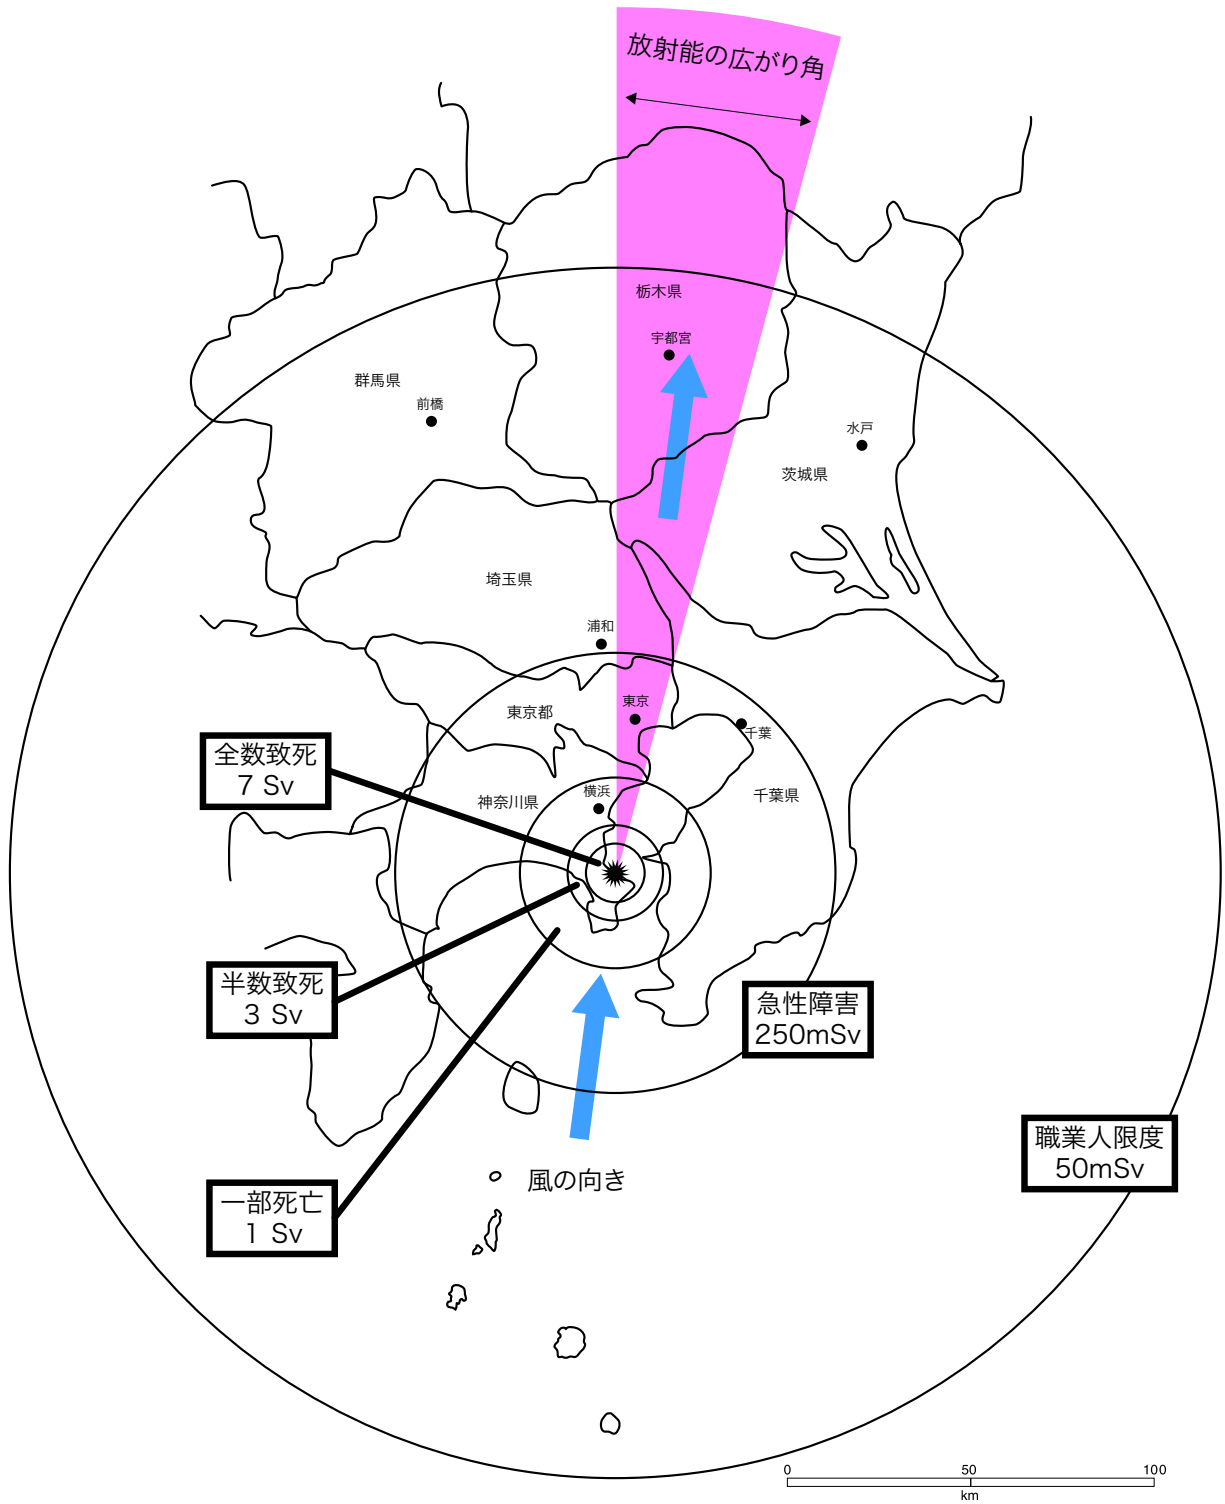 放射能の広がり角
栃木県
宇都宮
群馬県
前橋
水戸
茨城県
埼玉県
浦和
東京
東京都
千葉
全数致死
7 Sv
横浜
千葉県
神奈川県
半数致死
3 Sv
急性障害
250mSv
職業人限度
50mSv
風の向き
一部死亡
1 Sv
0 50 100
km